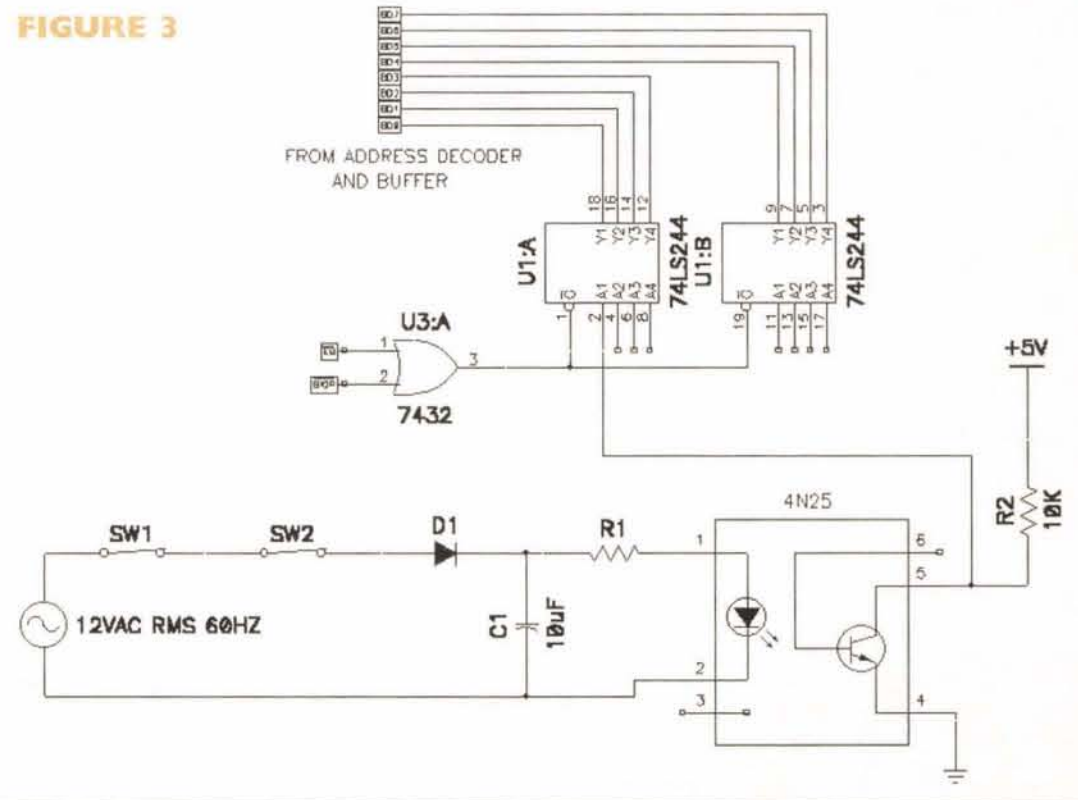 FIGURE 3
BD7
BD6
BD5
BD4
BD3
BD2
BD1
BD0
FROM ADDRESS DECODER
AND BUFFER
18 16 14 12
Y1 Y2 Y3 Y4
U1:A
74LS244
1G A1 A2 A3 A4
1 2 4 6 8
9 7 5 3
Y1 Y2 Y3 Y4
U1:B
74LS244
A1 A2 A3 A4
19 11 13 15 17
U3:A
1
2
3
7432
+5V
R2
10K
4N25
SW1
SW2
D1
R1
1
6
5
12VAC RMS 60HZ
C1
10uF
2
3
4